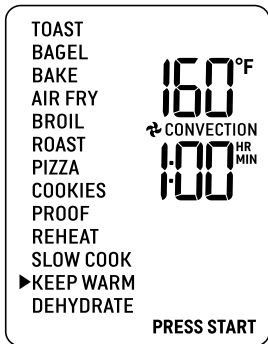 TOAST
BAGEL
BAKE
AIR FRY
BROIL
ROAST
PIZZA
COOKIES
PROOF
REHEAT
SLOW COOK
KEEP WARM
DEHYDRATE
160°F
CONVECTION
1:00 HR MIN
PRESS START